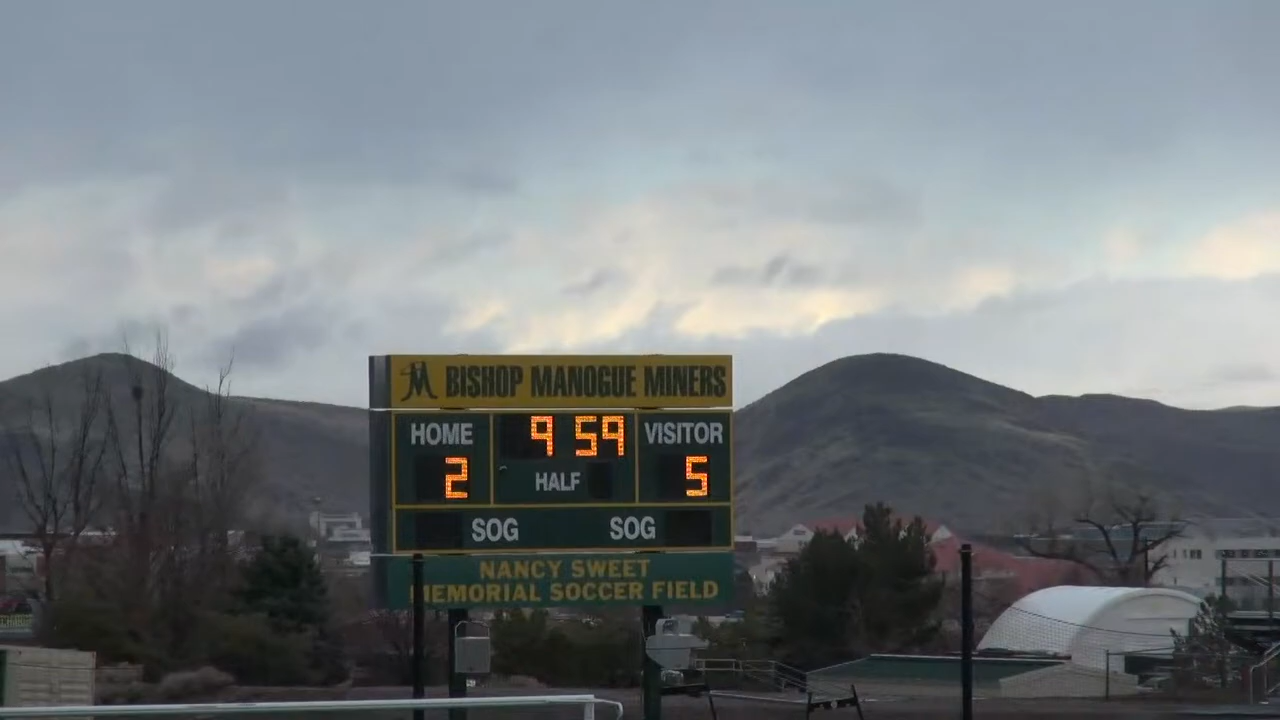 BISHOP MANOGUE MINERS
HOME 9 59 VISITOR
2 HALF 5
SOG SOG
NANCY SWEET
MEMORIAL SOCCER FIELD